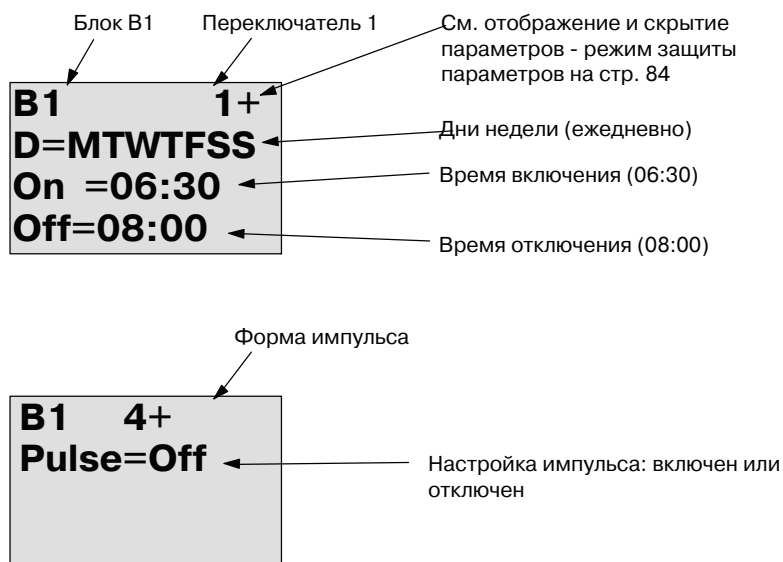 Блок B1
Переключатель 1
См. отображение и скрытие
параметров - режим защиты
параметров на стр. 84
B1 1+
D=MTWTFSS
On =06:30
Off=08:00
Дни недели (ежедневно)
Время включения (06:30)
Время отключения (08:00)
Форма импульса
B1 4+
Pulse=Off
Настройка импульса: включен или
отключен